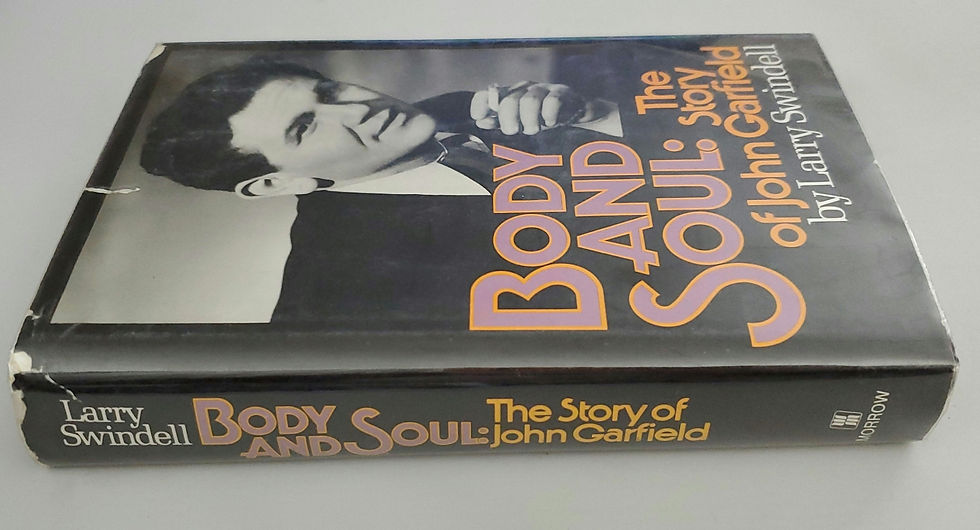 BODY
AND
SOUL: The
Story
of John Garfield
by Larry Swindell
Larry
Swindell
BODY
AND SOUL:
The Story of
John Garfield
MORROW